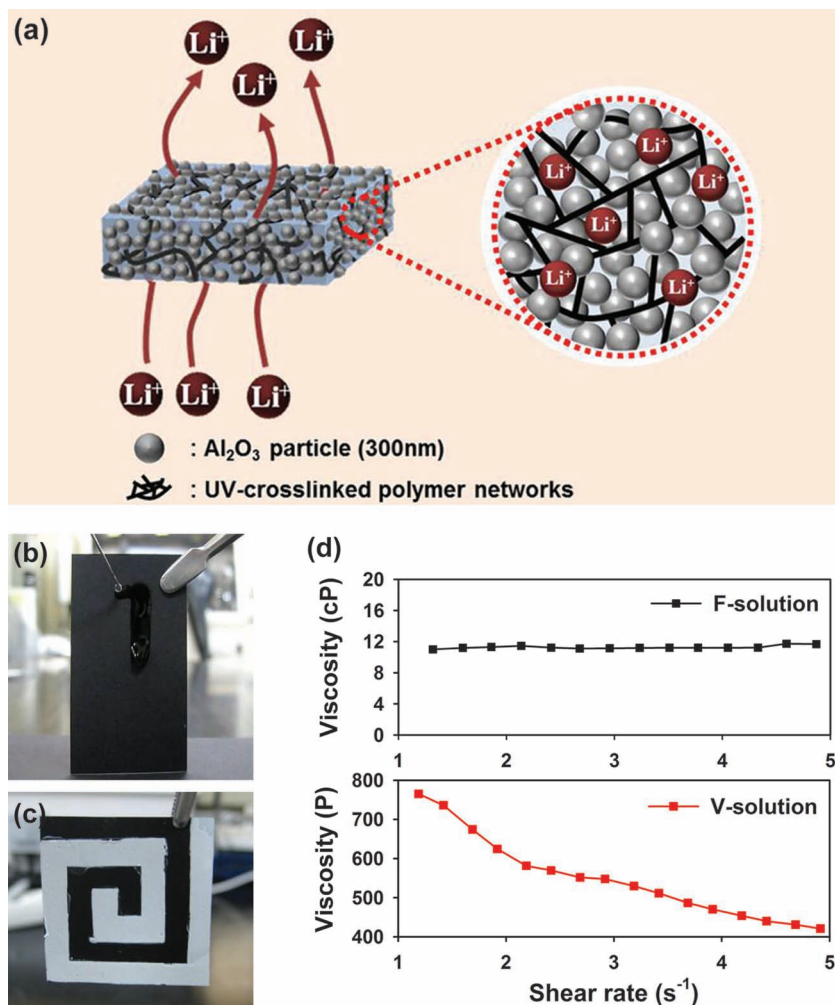 (a)
Li⁺
Li⁺
Li⁺
Li⁺
Li⁺
Li⁺
Li⁺
Li⁺
Li⁺
Li⁺ Li⁺ Li⁺
: Al₂O₃ particle (300nm)
: UV-crosslinked polymer networks
(b)
(c)
(d)
20
16
12
8
4
0
Viscosity (cP)
F-solution
1 2 3 4 5
800
700
600
500
400
Viscosity (P)
V-solution
1 2 3 4 5
Shear rate (s⁻¹)